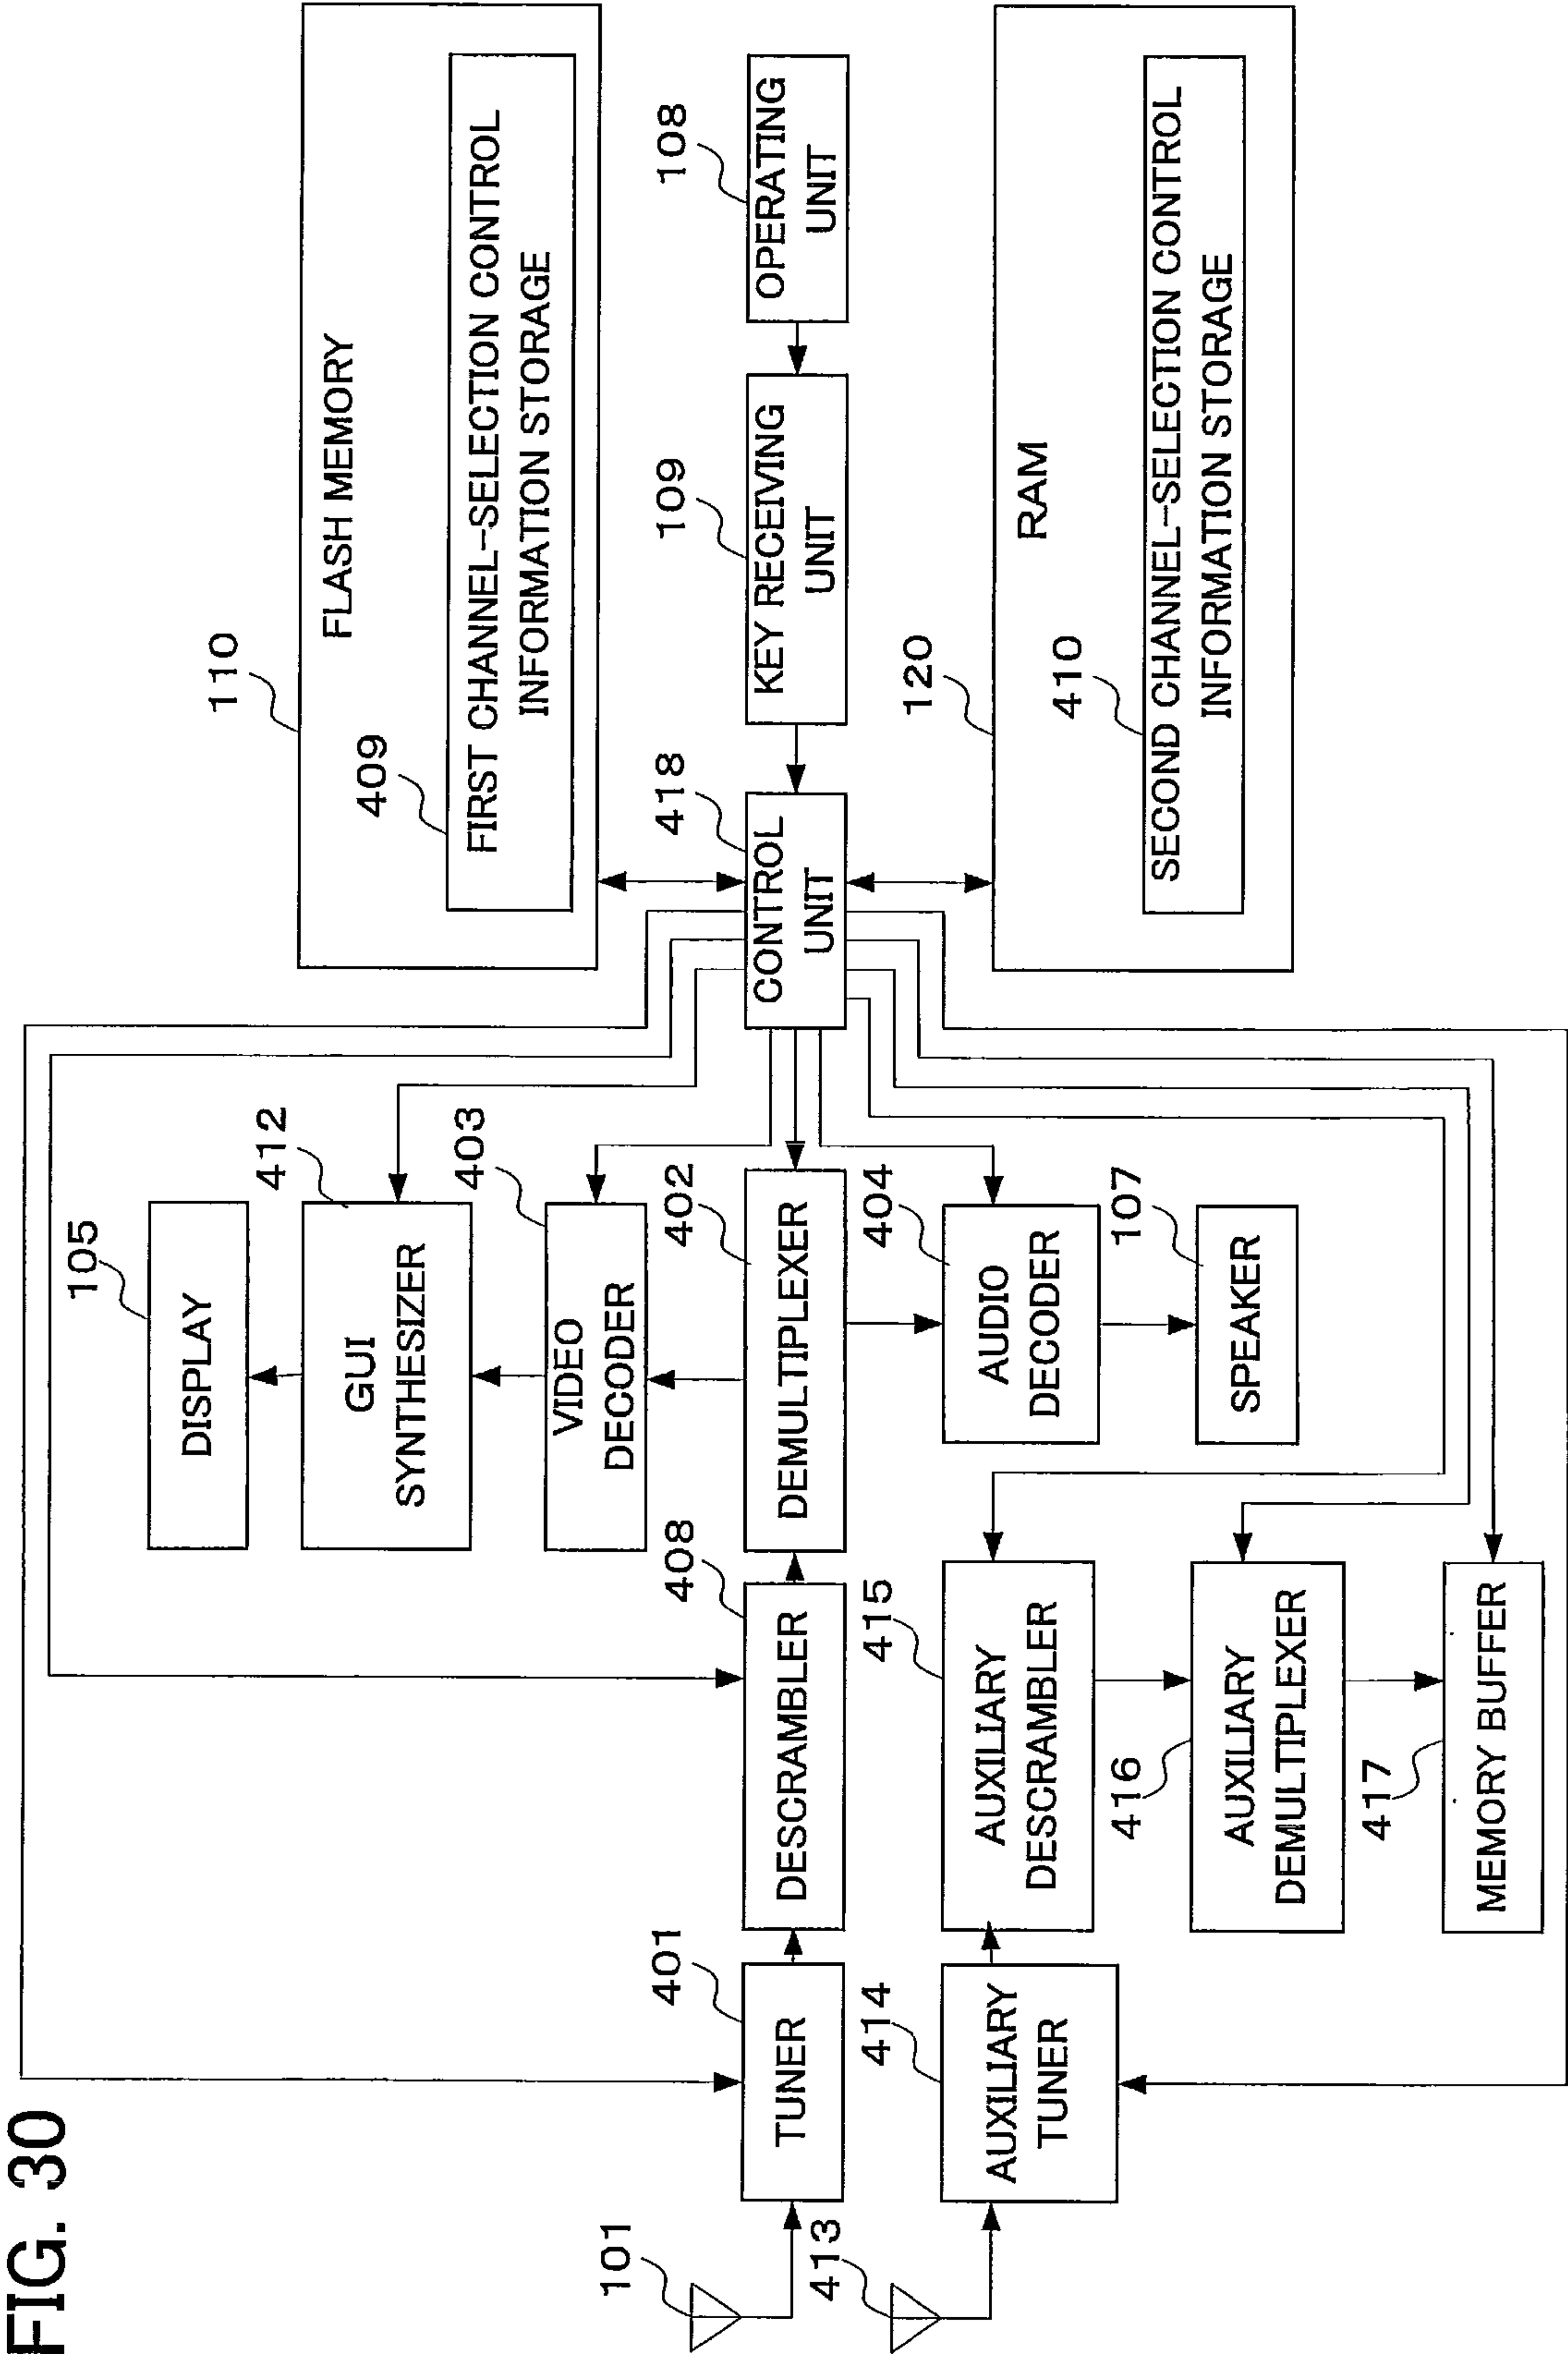 FIG. 30
110
FLASH MEMORY
409
FIRST CHANNEL-SELECTION CONTROL
INFORMATION STORAGE
105
DISPLAY
412
GUI
SYNTHESIZER
403
VIDEO
DECODER
101
401
TUNER
408
DESCRAMBLER
402
DEMULTIPLEXER
418
CONTROL
UNIT
109
KEY RECEIVING
UNIT
108
OPERATING
UNIT
413
414
AUXILIARY
TUNER
415
AUXILIARY
DESCRAMBLER
404
AUDIO
DECODER
107
SPEAKER
416
AUXILIARY
DEMULTIPLEXER
417
MEMORY BUFFER
120
RAM
410
SECOND CHANNEL-SELECTION CONTROL
INFORMATION STORAGE